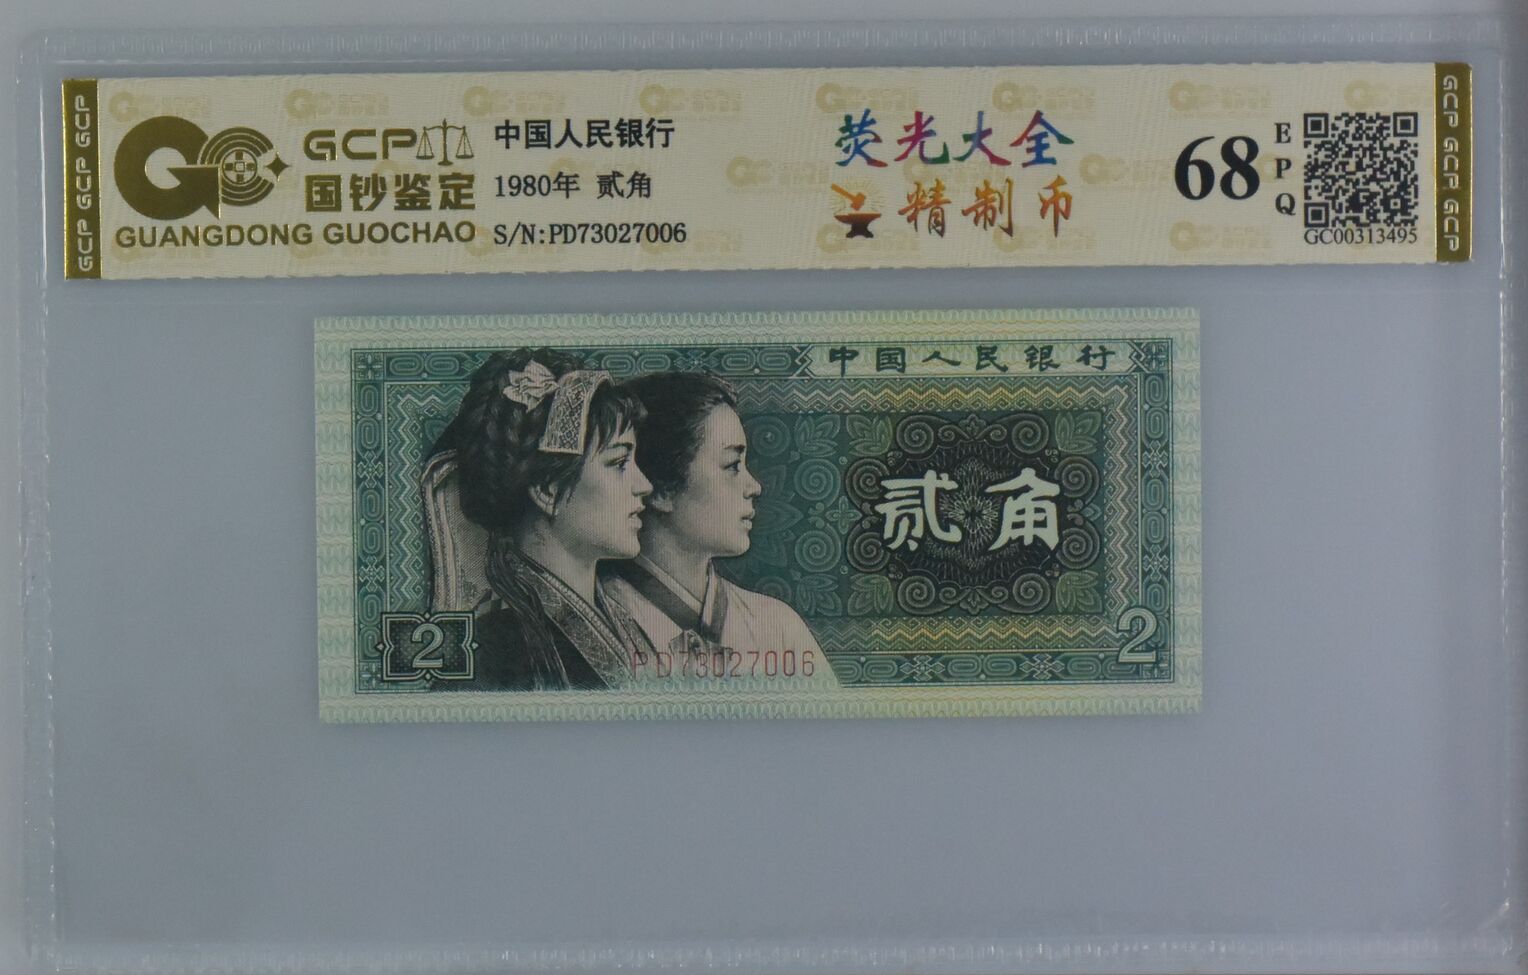 GCP
国钞鉴定
GUANGDONG GUOCHAO
中国人民银行
1980年 贰角
S/N:PD73027006
荧光大全
精制币
68
EPQ
GC00313495
GCP GCP GCP
GCP GCP GCP GCP
中国人民银行
贰角
2
2
PD73027006